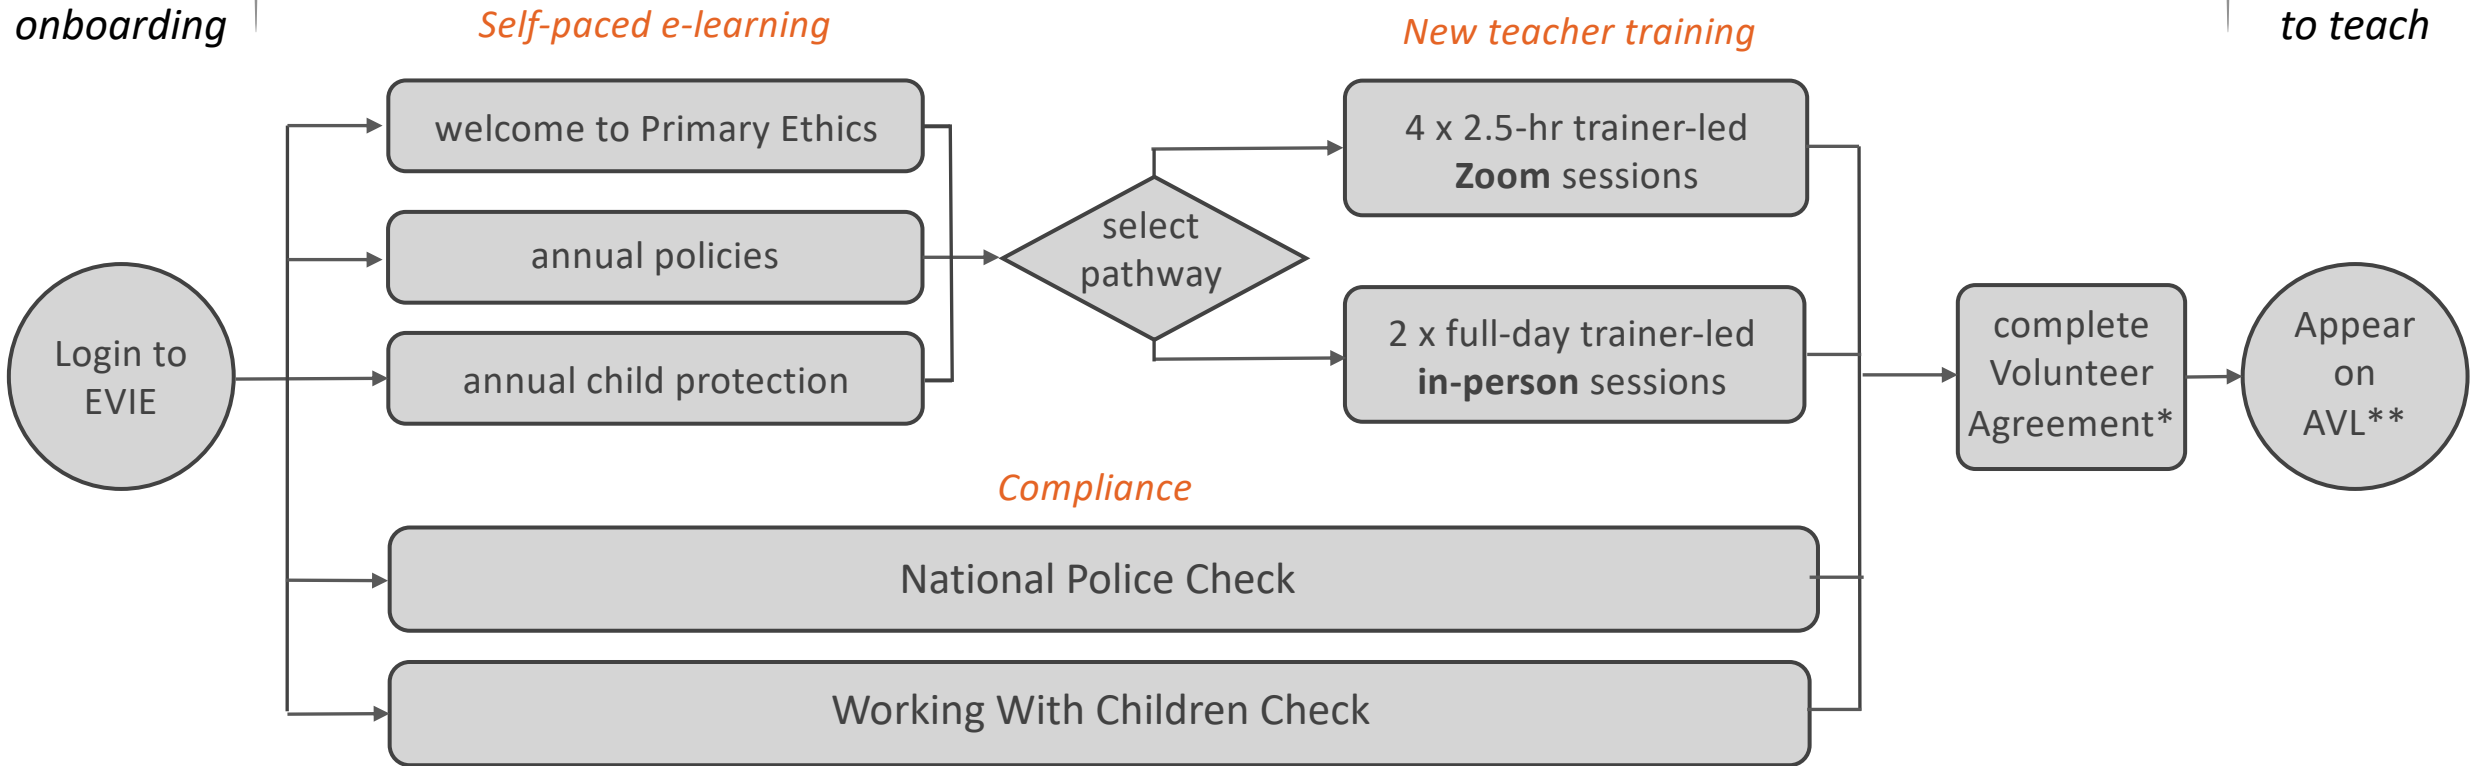 onboarding
Self-paced e-learning
New teacher training
to teach
welcome to Primary Ethics
annual policies
annual child protection
Login to
EVIE
select
pathway
4 x 2.5-hr trainer-led
Zoom sessions
2 x full-day trainer-led
in-person sessions
complete
Volunteer
Agreement*
Appear
on
AVL**
Compliance
National Police Check
Working With Children Check